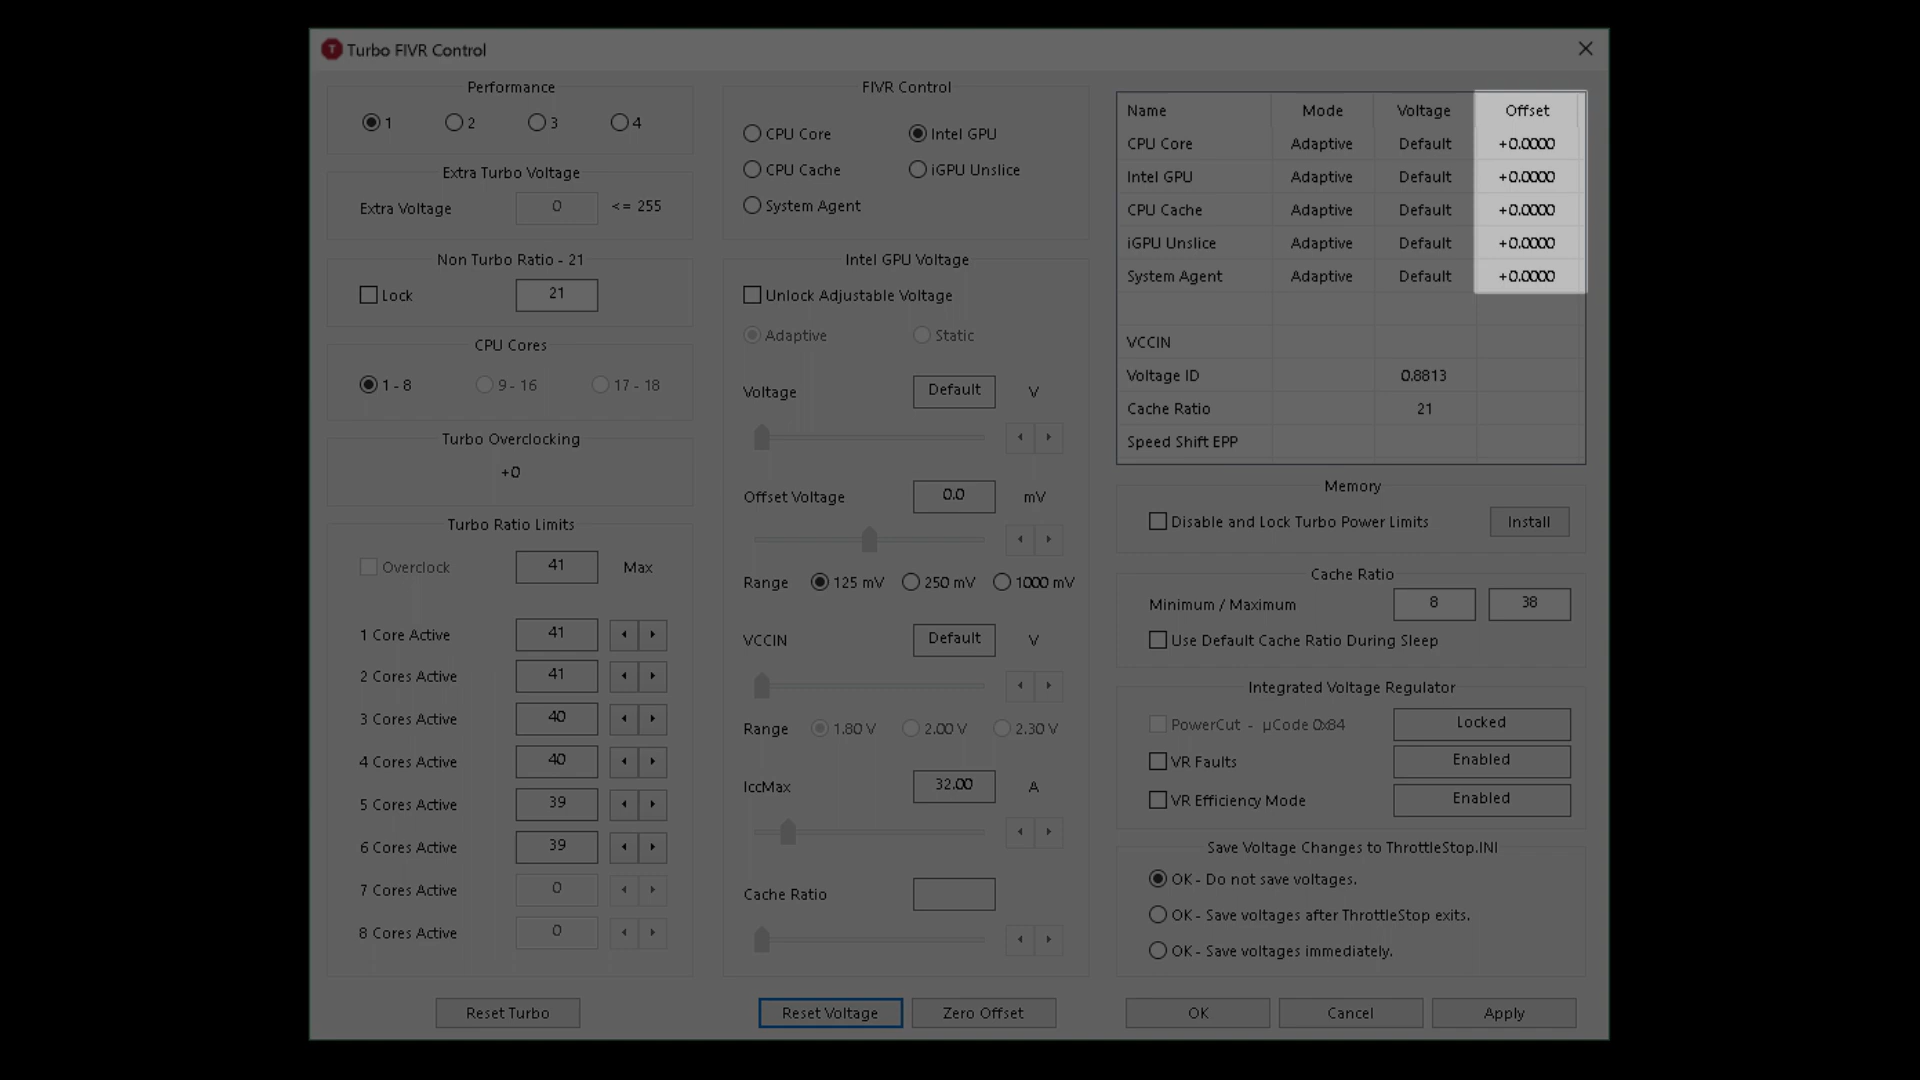 Turbo FIVR Control
Performance
1 2 3 4
Extra Turbo Voltage
Extra Voltage 0 <= 255
Non Turbo Ratio - 21
Lock 21
CPU Cores
1 - 8 9 - 16 17 - 18
Turbo Overclocking
+0
Turbo Ratio Limits
Overclock 41 Max
1 Core Active 41
2 Cores Active 41
3 Cores Active 40
4 Cores Active 40
5 Cores Active 39
6 Cores Active 39
7 Cores Active 0
8 Cores Active 0
Reset Turbo
FIVR Control
CPU Core Intel GPU
CPU Cache iGPU Unslice
System Agent
Intel GPU Voltage
Unlock Adjustable Voltage
Adaptive Static
Voltage Default V
Offset Voltage 0.0 mV
Range 125 mV 250 mV 1000 mV
VCCIN Default V
Range 1.80 V 2.00 V 2.30 V
IccMax 32.00 A
Cache Ratio
Reset Voltage Zero Offset
Name Mode Voltage Offset
CPU Core Adaptive Default +0.0000
Intel GPU Adaptive Default +0.0000
CPU Cache Adaptive Default +0.0000
iGPU Unslice Adaptive Default +0.0000
System Agent Adaptive Default +0.0000
VCCIN
Voltage ID 0.8813
Cache Ratio 21
Speed Shift EPP
Memory
Disable and Lock Turbo Power Limits Install
Cache Ratio
Minimum / Maximum 8 38
Use Default Cache Ratio During Sleep
Integrated Voltage Regulator
PowerCut - µCode 0x84 Locked
VR Faults Enabled
VR Efficiency Mode Enabled
Save Voltage Changes to ThrottleStop.INI
OK - Do not save voltages.
OK - Save voltages after ThrottleStop exits.
OK - Save voltages immediately.
OK Cancel Apply